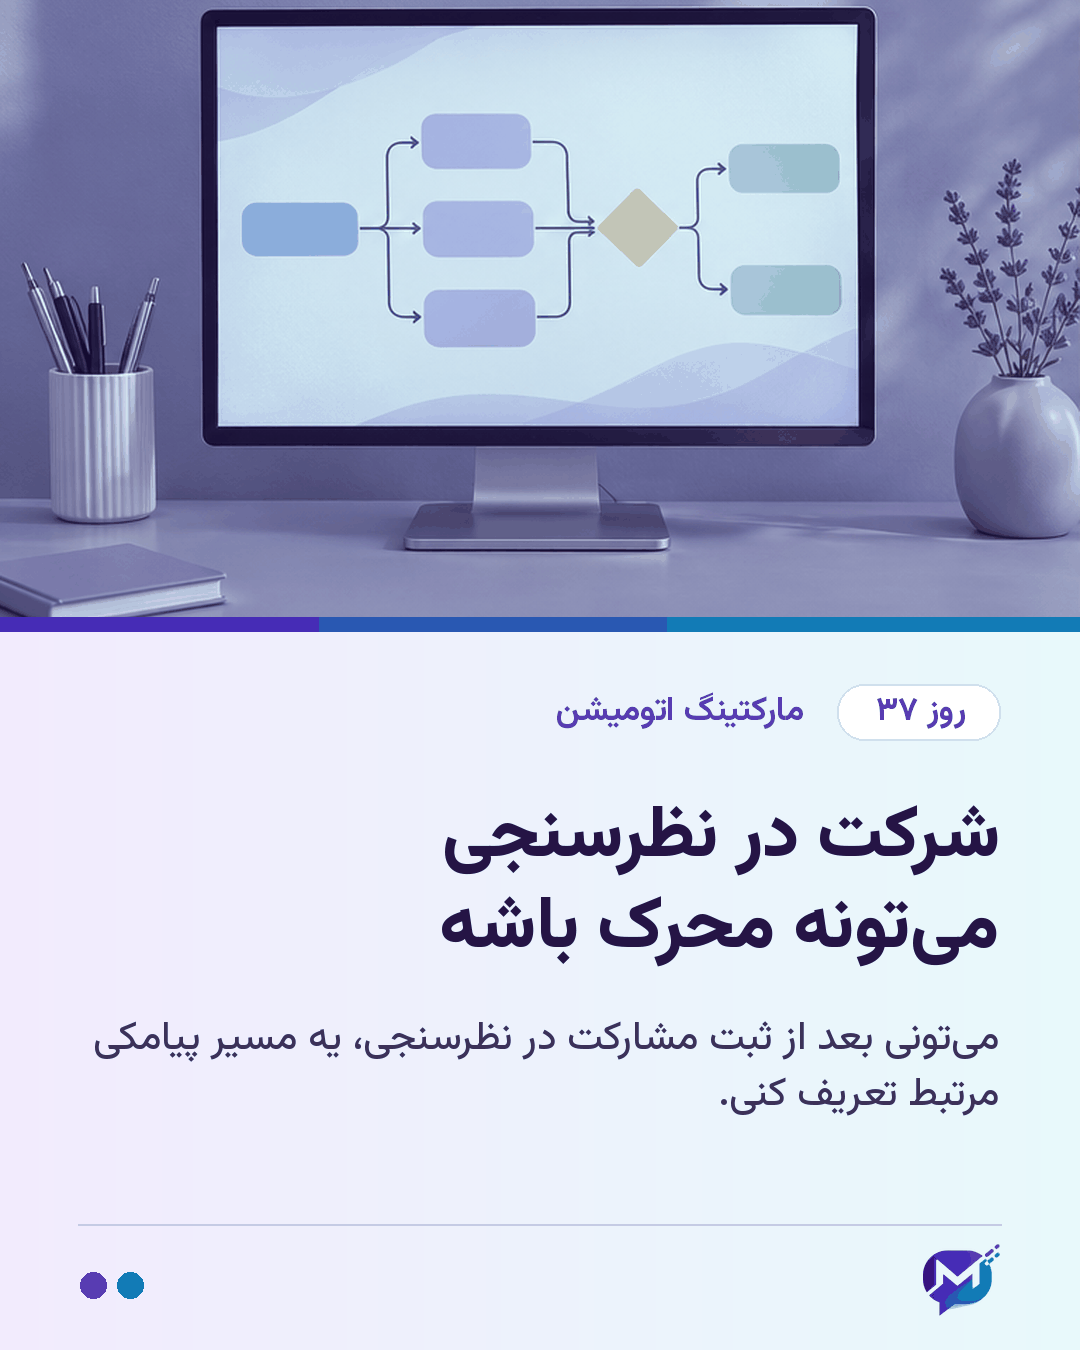 روز ۳۷
مارکتینگ اتومیشن
شرکت در نظرسنجی
می‌تونه محرک باشه
می‌تونی بعد از ثبت مشارکت در نظرسنجی، یه مسیر پیامکی
مرتبط تعریف کنی.